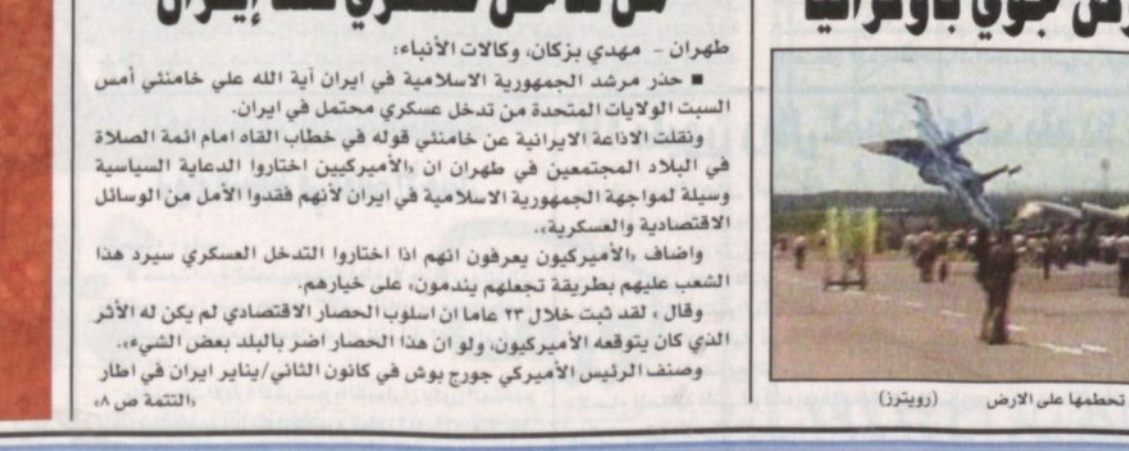 طهران - مهدي بزكان، وكالات الأنباء:
■ حذر مرشد الجمهورية الاسلامية في ايران آية الله علي خامنئي أمس
السبت الولايات المتحدة من تدخل عسكري محتمل في ايران.
ونقلت الاذاعة الايرانية عن خامنئي قوله في خطاب القاه امام ائمة الصلاة
في البلاد المجتمعين في طهران ان «الأميركيين اختاروا الدعاية السياسية
وسيلة لمواجهة الجمهورية الاسلامية في ايران لأنهم فقدوا الأمل من الوسائل
الاقتصادية والعسكرية».
واضاف «الأميركيون يعرفون انهم اذا اختاروا التدخل العسكري سيرد هذا
الشعب عليهم بطريقة تجعلهم يندمون، على خيارهم.
وقال « لقد ثبت خلال ٢٣ عاما ان اسلوب الحصار الاقتصادي لم يكن له الأثر
الذي كان يتوقعه الأميركيون، ولو ان هذا الحصار اضر بالبلد بعض الشيء».
وصنف الرئيس الأميركي جورج بوش في كانون الثاني/يناير ايران في اطار
«التتمة ص ٨»
تحطمها على الارض (رويترز)